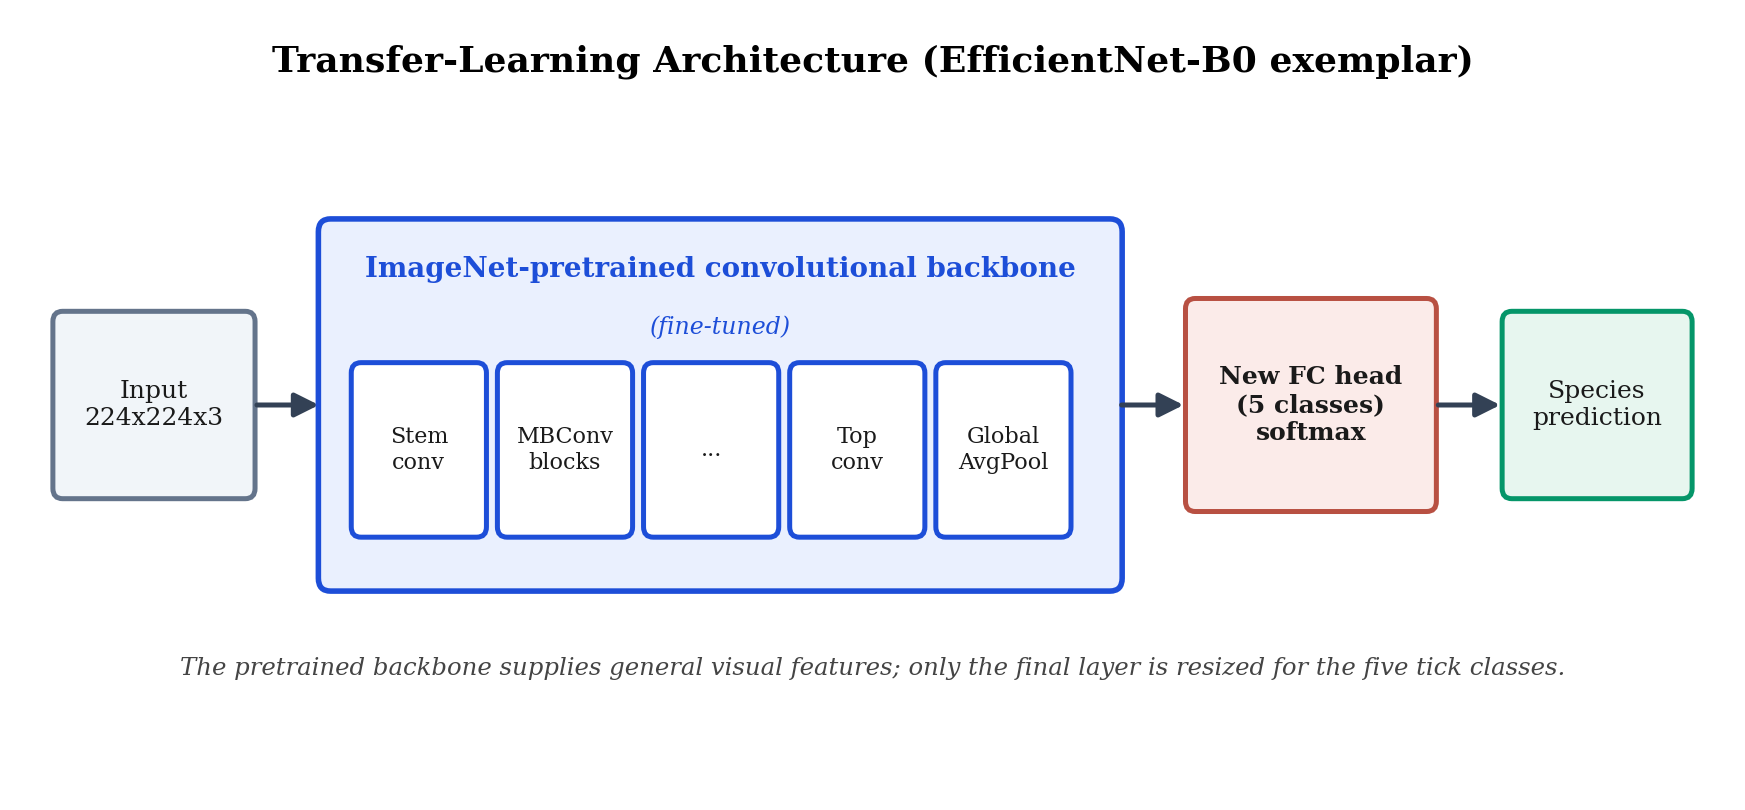 Transfer-Learning Architecture (EfficientNet-B0 exemplar)
ImageNet-pretrained convolutional backbone
(fine-tuned)
Input
224x224x3
Stem
conv
MBConv
blocks
...
Top
conv
Global
AvgPool
New FC head
(5 classes)
softmax
Species
prediction
The pretrained backbone supplies general visual features; only the final layer is resized for the five tick classes.